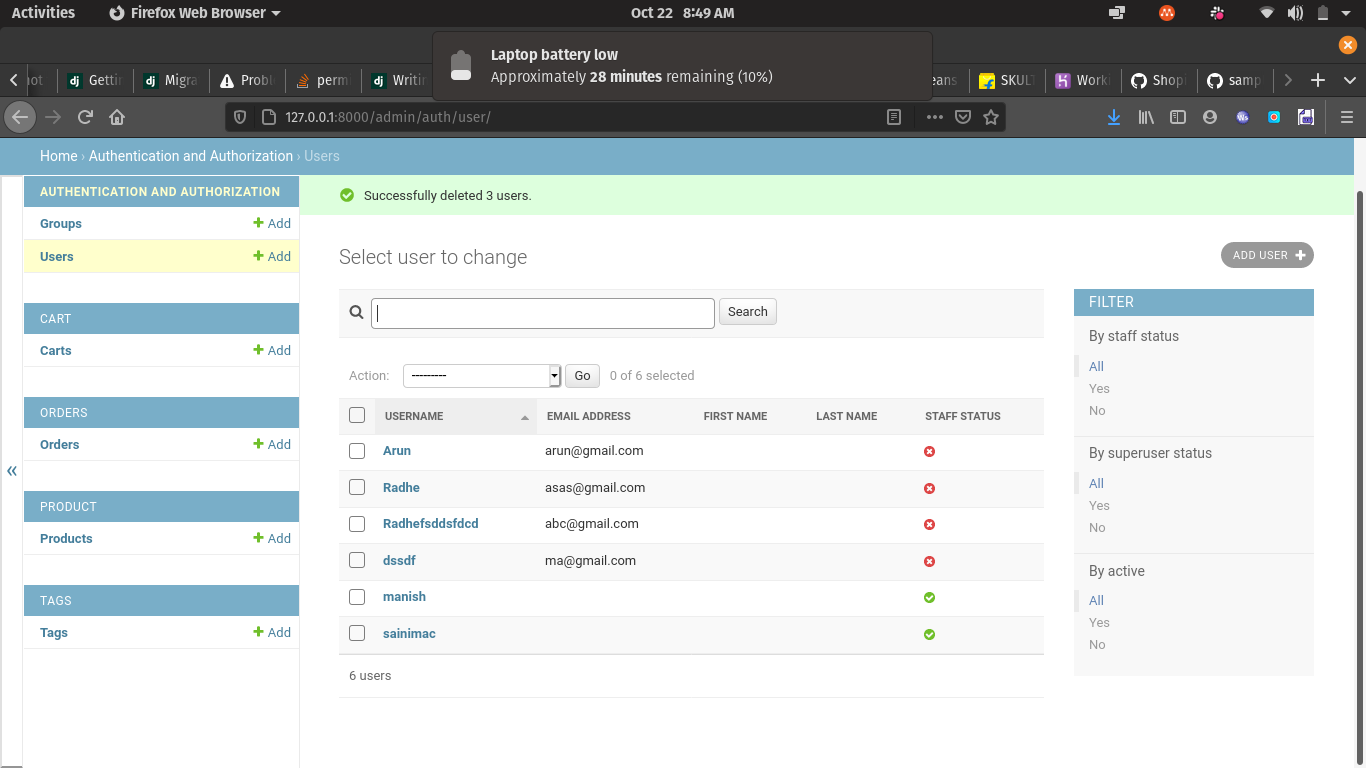 Activities Firefox Web Browser Oct 22 8:49 AM
Laptop battery low
Approximately 28 minutes remaining (10%)
dj Gettir dj Migra Probl perm dj Writin SKULT Worki Shopi samp
127.0.0.1:8000/admin/auth/user/
Home › Authentication and Authorization › Users
AUTHENTICATION AND AUTHORIZATION
Groups Add
Users Add
CART
Carts Add
ORDERS
Orders Add
PRODUCT
Products Add
TAGS
Tags Add
«
Successfully deleted 3 users.
Select user to change
ADD USER
Search
Action: --------- Go 0 of 6 selected
USERNAME EMAIL ADDRESS FIRST NAME LAST NAME STAFF STATUS
Arun arun@gmail.com
Radhe asas@gmail.com
Radhefsddsfdcd abc@gmail.com
dssdf ma@gmail.com
manish
sainimac
6 users
FILTER
By staff status
All
Yes
No
By superuser status
All
Yes
No
By active
All
Yes
No